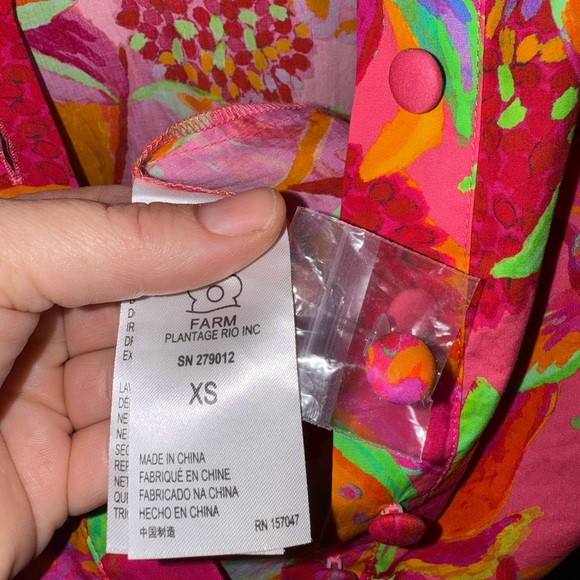 FARM
PLANTAGE RIO INC
SN 279012
XS
MADE IN CHINA
FABRIQUÉ EN CHINE
FABRICADO NA CHINA
HECHO EN CHINA
中国制造
RN 157047